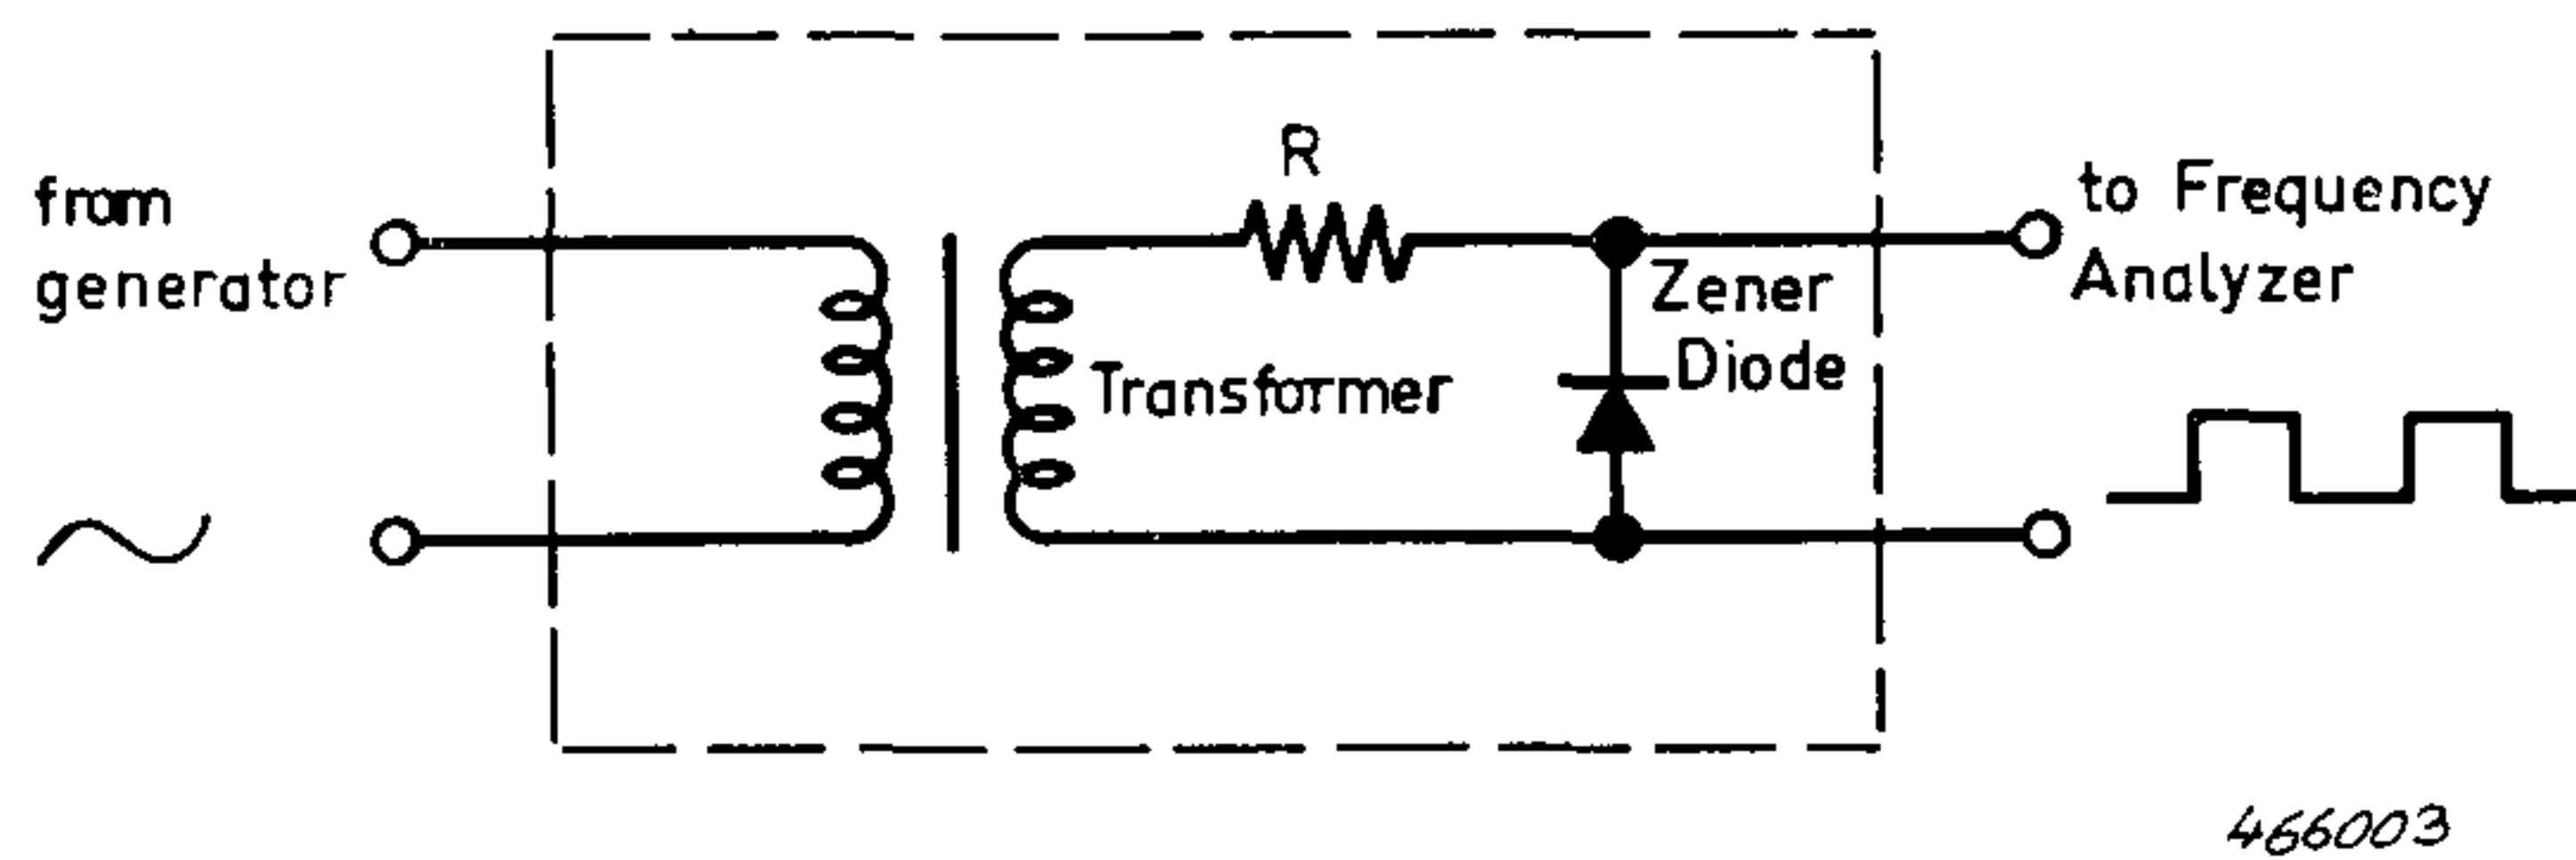 from
generator
R
Transformer
Zener
Diode
to Frequency
Analyzer
466003